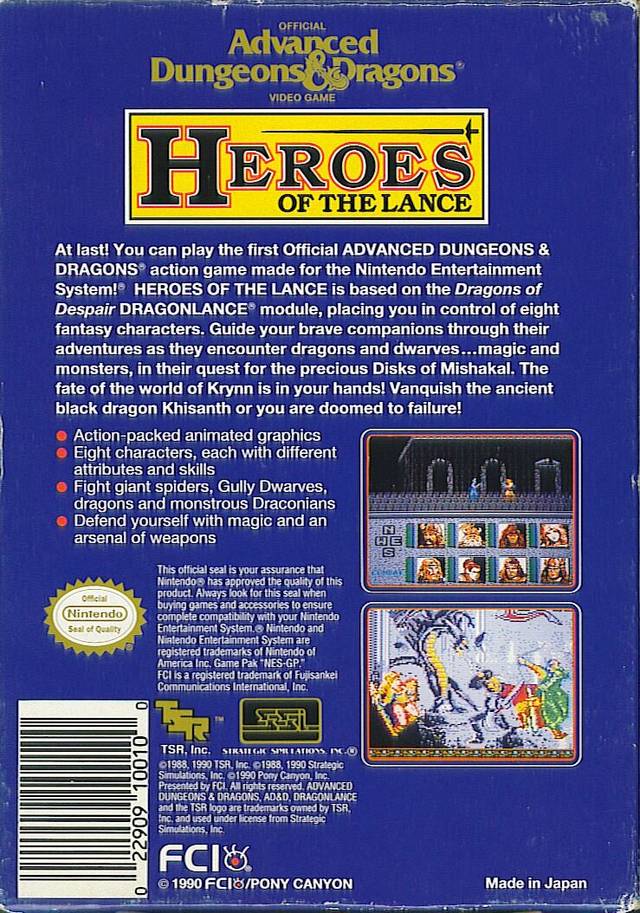 OFFICIAL
Advanced
Dungeons & Dragons®
VIDEO GAME
HEROES
OF THE LANCE
At last! You can play the first Official ADVANCED DUNGEONS &
DRAGONS® action game made for the Nintendo Entertainment
System!® HEROES OF THE LANCE is based on the Dragons of
Despair DRAGONLANCE® module, placing you in control of eight
fantasy characters. Guide your brave companions through their
adventures as they encounter dragons and dwarves...magic and
monsters, in their quest for the precious Disks of Mishakal. The
fate of the world of Krynn is in your hands! Vanquish the ancient
black dragon Khisanth or you are doomed to failure!
● Action-packed animated graphics
● Eight characters, each with different
attributes and skills
● Fight giant spiders, Gully Dwarves,
dragons and monstrous Draconians
● Defend yourself with magic and an
arsenal of weapons
N
W E
S
COMBAT
This official seal is your assurance that
Nintendo® has approved the quality of this
product. Always look for this seal when
buying games and accessories to ensure
complete compatibility with your Nintendo
Entertainment System.® Nintendo and
Nintendo Entertainment System are
registered trademarks of Nintendo of
America Inc. Game Pak "NES-GP."
FCI is a registered trademark of Fujisankei
Communications International, Inc.
Official
Nintendo
Seal of Quality
®
TSR™
TSR, Inc.
SSI
STRATEGIC SIMULATIONS, INC.®
©1988, 1990 TSR, Inc. ©1988, 1990 Strategic
Simulations, Inc. ©1990 Pony Canyon, Inc.
Presented by FCI. All rights reserved. ADVANCED
DUNGEONS & DRAGONS, AD&D, DRAGONLANCE
and the TSR logo are trademarks owned by TSR,
Inc. and used under license from Strategic
Simulations, Inc.
0 22909 10010 0
FCI®
© 1990 FCI/PONY CANYON
Made in Japan